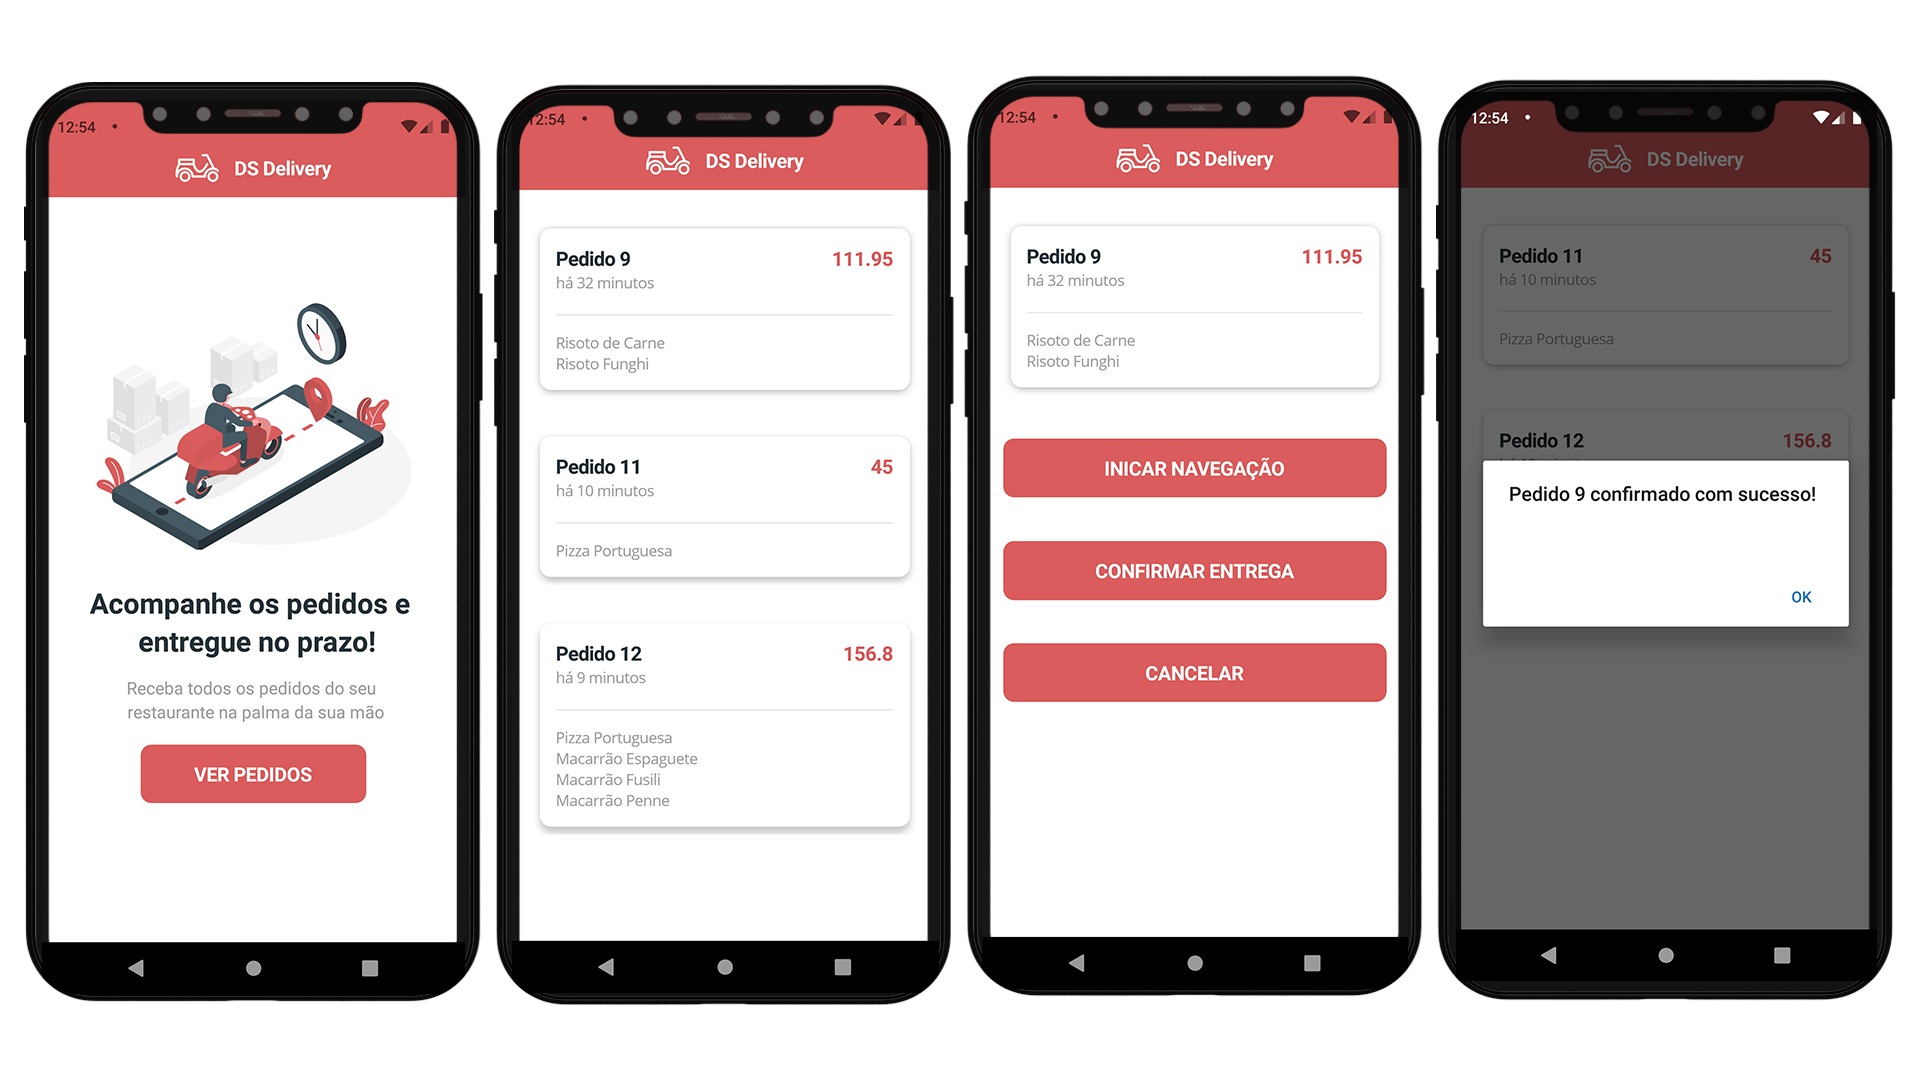 12:54
DS Delivery
Acompanhe os pedidos e
entregue no prazo!
Receba todos os pedidos do seu
restaurante na palma da sua mão
VER PEDIDOS
12:54
DS Delivery
Pedido 9
111.95
há 32 minutos
Risoto de Carne
Risoto Funghi
Pedido 11
45
há 10 minutos
Pizza Portuguesa
Pedido 12
156.8
há 9 minutos
Pizza Portuguesa
Macarrão Espaguete
Macarrão Fusili
Macarrão Penne
12:54
DS Delivery
Pedido 9
111.95
há 32 minutos
Risoto de Carne
Risoto Funghi
INICAR NAVEGAÇÃO
CONFIRMAR ENTREGA
CANCELAR
12:54
DS Delivery
Pedido 11
45
há 10 minutos
Pizza Portuguesa
Pedido 12
156.8
Pedido 9 confirmado com sucesso!
OK